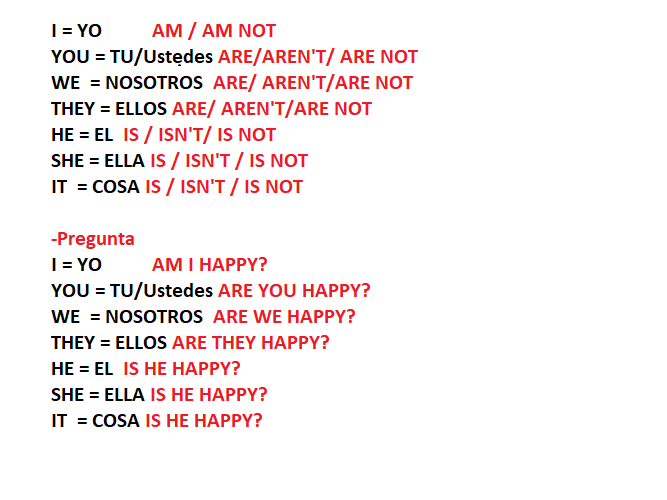 I = YO AM / AM NOT
YOU = TU/Ustedes ARE/AREN'T/ ARE NOT
WE = NOSOTROS ARE/ AREN'T/ARE NOT
THEY = ELLOS ARE/ AREN'T/ARE NOT
HE = EL IS / ISN'T/ IS NOT
SHE = ELLA IS / ISN'T / IS NOT
IT = COSA IS / ISN'T / IS NOT
-Pregunta
I = YO AM I HAPPY?
YOU = TU/Ustedes ARE YOU HAPPY?
WE = NOSOTROS ARE WE HAPPY?
THEY = ELLOS ARE THEY HAPPY?
HE = EL IS HE HAPPY?
SHE = ELLA IS HE HAPPY?
IT = COSA IS HE HAPPY?